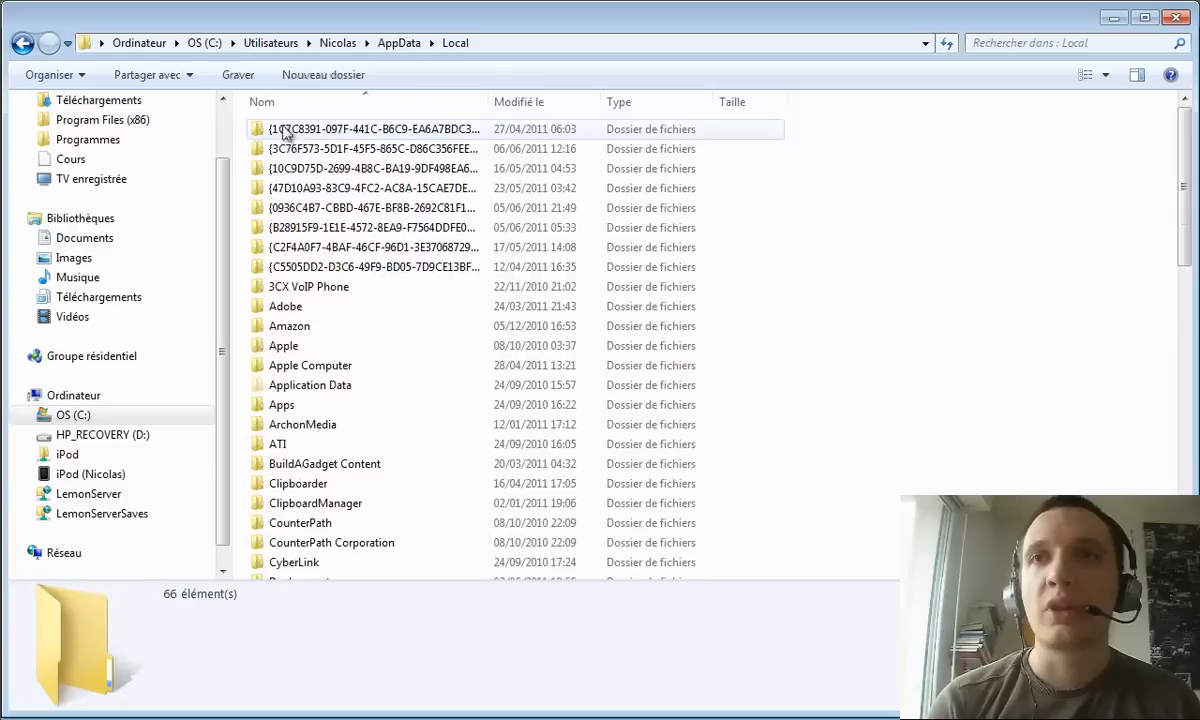 Ordinateur OS (C:) Utilisateurs Nicolas AppData Local
Rechercher dans : Local
Organiser Partager avec Graver Nouveau dossier
Téléchargements
Program Files (x86)
Programmes
Cours
TV enregistrée
Bibliothèques
Documents
Images
Musique
Téléchargements
Vidéos
Groupe résidentiel
Ordinateur
OS (C:)
HP_RECOVERY (D:)
iPod
iPod (Nicolas)
LemonServer
LemonServerSaves
Réseau
Nom Modifié le Type Taille
27/04/2011 06:03 Dossier de fichiers
{3C76F573-5D1F-45F5-865C-D86C356FEE... 06/06/2011 12:16 Dossier de fichiers
{10C9D75D-2699-4B8C-BA19-9DF498EA6... 16/05/2011 04:53 Dossier de fichiers
{47D10A93-83C9-4FC2-AC8A-15CAE7DE... 23/05/2011 03:42 Dossier de fichiers
{0936C4B7-CBBD-467E-BF8B-2692C81F1... 05/06/2011 21:49 Dossier de fichiers
{B28915F9-1E1E-4572-8EA9-F7564DDFE0... 05/06/2011 05:33 Dossier de fichiers
{C2F4A0F7-4BAF-46CF-96D1-3E37068729... 17/05/2011 14:08 Dossier de fichiers
{C5505DD2-D3C6-49F9-BD05-7D9CE13BF... 12/04/2011 16:35 Dossier de fichiers
3CX VoIP Phone 22/11/2010 21:02 Dossier de fichiers
Adobe 24/03/2011 21:43 Dossier de fichiers
Amazon 05/12/2010 16:53 Dossier de fichiers
Apple 08/10/2010 03:37 Dossier de fichiers
Apple Computer 28/04/2011 13:21 Dossier de fichiers
Application Data 24/09/2010 15:57 Dossier de fichiers
Apps 24/09/2010 16:22 Dossier de fichiers
ArchonMedia 12/01/2011 17:12 Dossier de fichiers
ATI 24/09/2010 16:05 Dossier de fichiers
BuildAGadget Content 20/03/2011 04:32 Dossier de fichiers
Clipboarder 16/04/2011 17:05 Dossier de fichiers
ClipboardManager 02/01/2011 19:06 Dossier de fichiers
CounterPath 08/10/2010 22:09 Dossier de fichiers
CounterPath Corporation 08/10/2010 22:09 Dossier de fichiers
CyberLink 24/09/2010 17:24 Dossier de fichiers
66 élément(s)